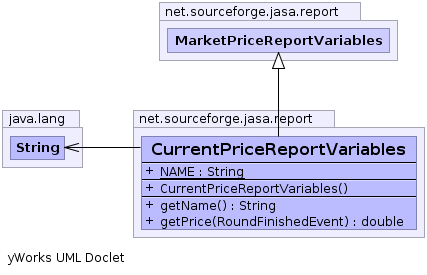 net.sourceforge.jasa.report
MarketPriceReportVariables
java.lang
String
net.sourceforge.jasa.report
CurrentPriceReportVariables
+ NAME : String
+ CurrentPriceReportVariables()
+ getName() : String
+ getPrice(RoundFinishedEvent) : double
yWorks UML Doclet